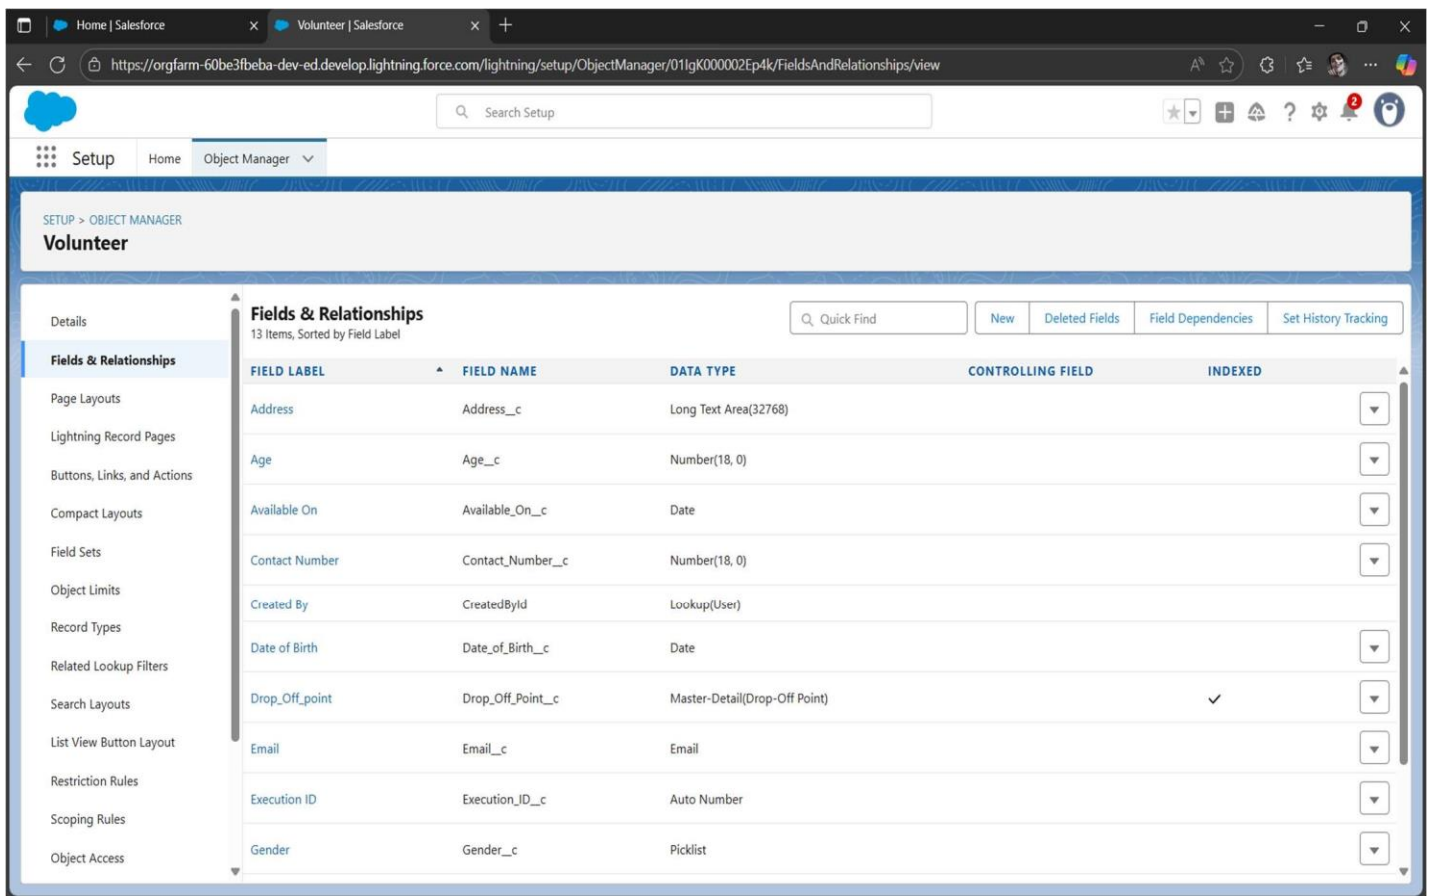 Home | Salesforce
Volunteer | Salesforce
https://orgfarm-60be3fbeba-dev-ed.develop.lightning.force.com/lightning/setup/ObjectManager/01IgK000002Ep4k/FieldsAndRelationships/view
Search Setup
2
Setup Home Object Manager
SETUP > OBJECT MANAGER
Volunteer
Details
Fields & Relationships
Page Layouts
Lightning Record Pages
Buttons, Links, and Actions
Compact Layouts
Field Sets
Object Limits
Record Types
Related Lookup Filters
Search Layouts
List View Button Layout
Restriction Rules
Scoping Rules
Object Access
Fields & Relationships
13 Items, Sorted by Field Label
Quick Find New Deleted Fields Field Dependencies Set History Tracking
FIELD LABEL FIELD NAME DATA TYPE CONTROLLING FIELD INDEXED
Address Address__c Long Text Area(32768)
Age Age__c Number(18, 0)
Available On Available_On__c Date
Contact Number Contact_Number__c Number(18, 0)
Created By CreatedById Lookup(User)
Date of Birth Date_of_Birth__c Date
Drop_Off_point Drop_Off_Point__c Master-Detail(Drop-Off Point)
Email Email__c Email
Execution ID Execution_ID__c Auto Number
Gender Gender__c Picklist